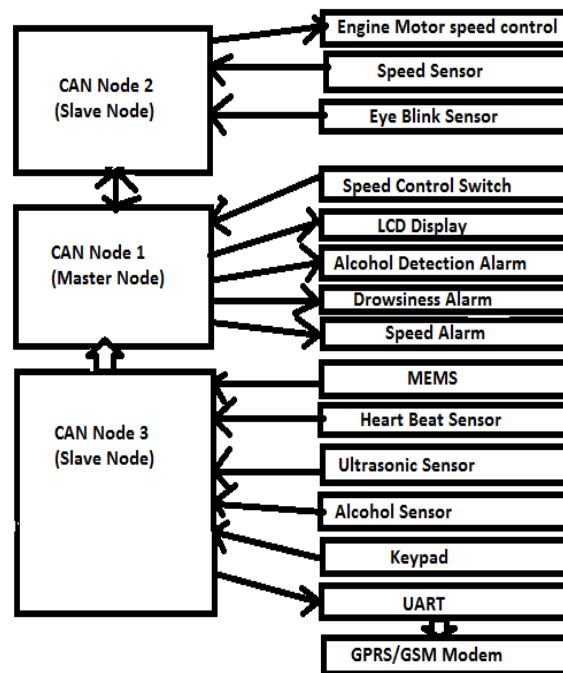 Engine Motor speed control
CAN Node 2
(Slave Node)
Speed Sensor
Eye Blink Sensor
CAN Node 1
(Master Node)
Speed Control Switch
LCD Display
Alcohol Detection Alarm
Drowsiness Alarm
Speed Alarm
CAN Node 3
(Slave Node)
MEMS
Heart Beat Sensor
Ultrasonic Sensor
Alcohol Sensor
Keypad
UART
GPRS/GSM Modem